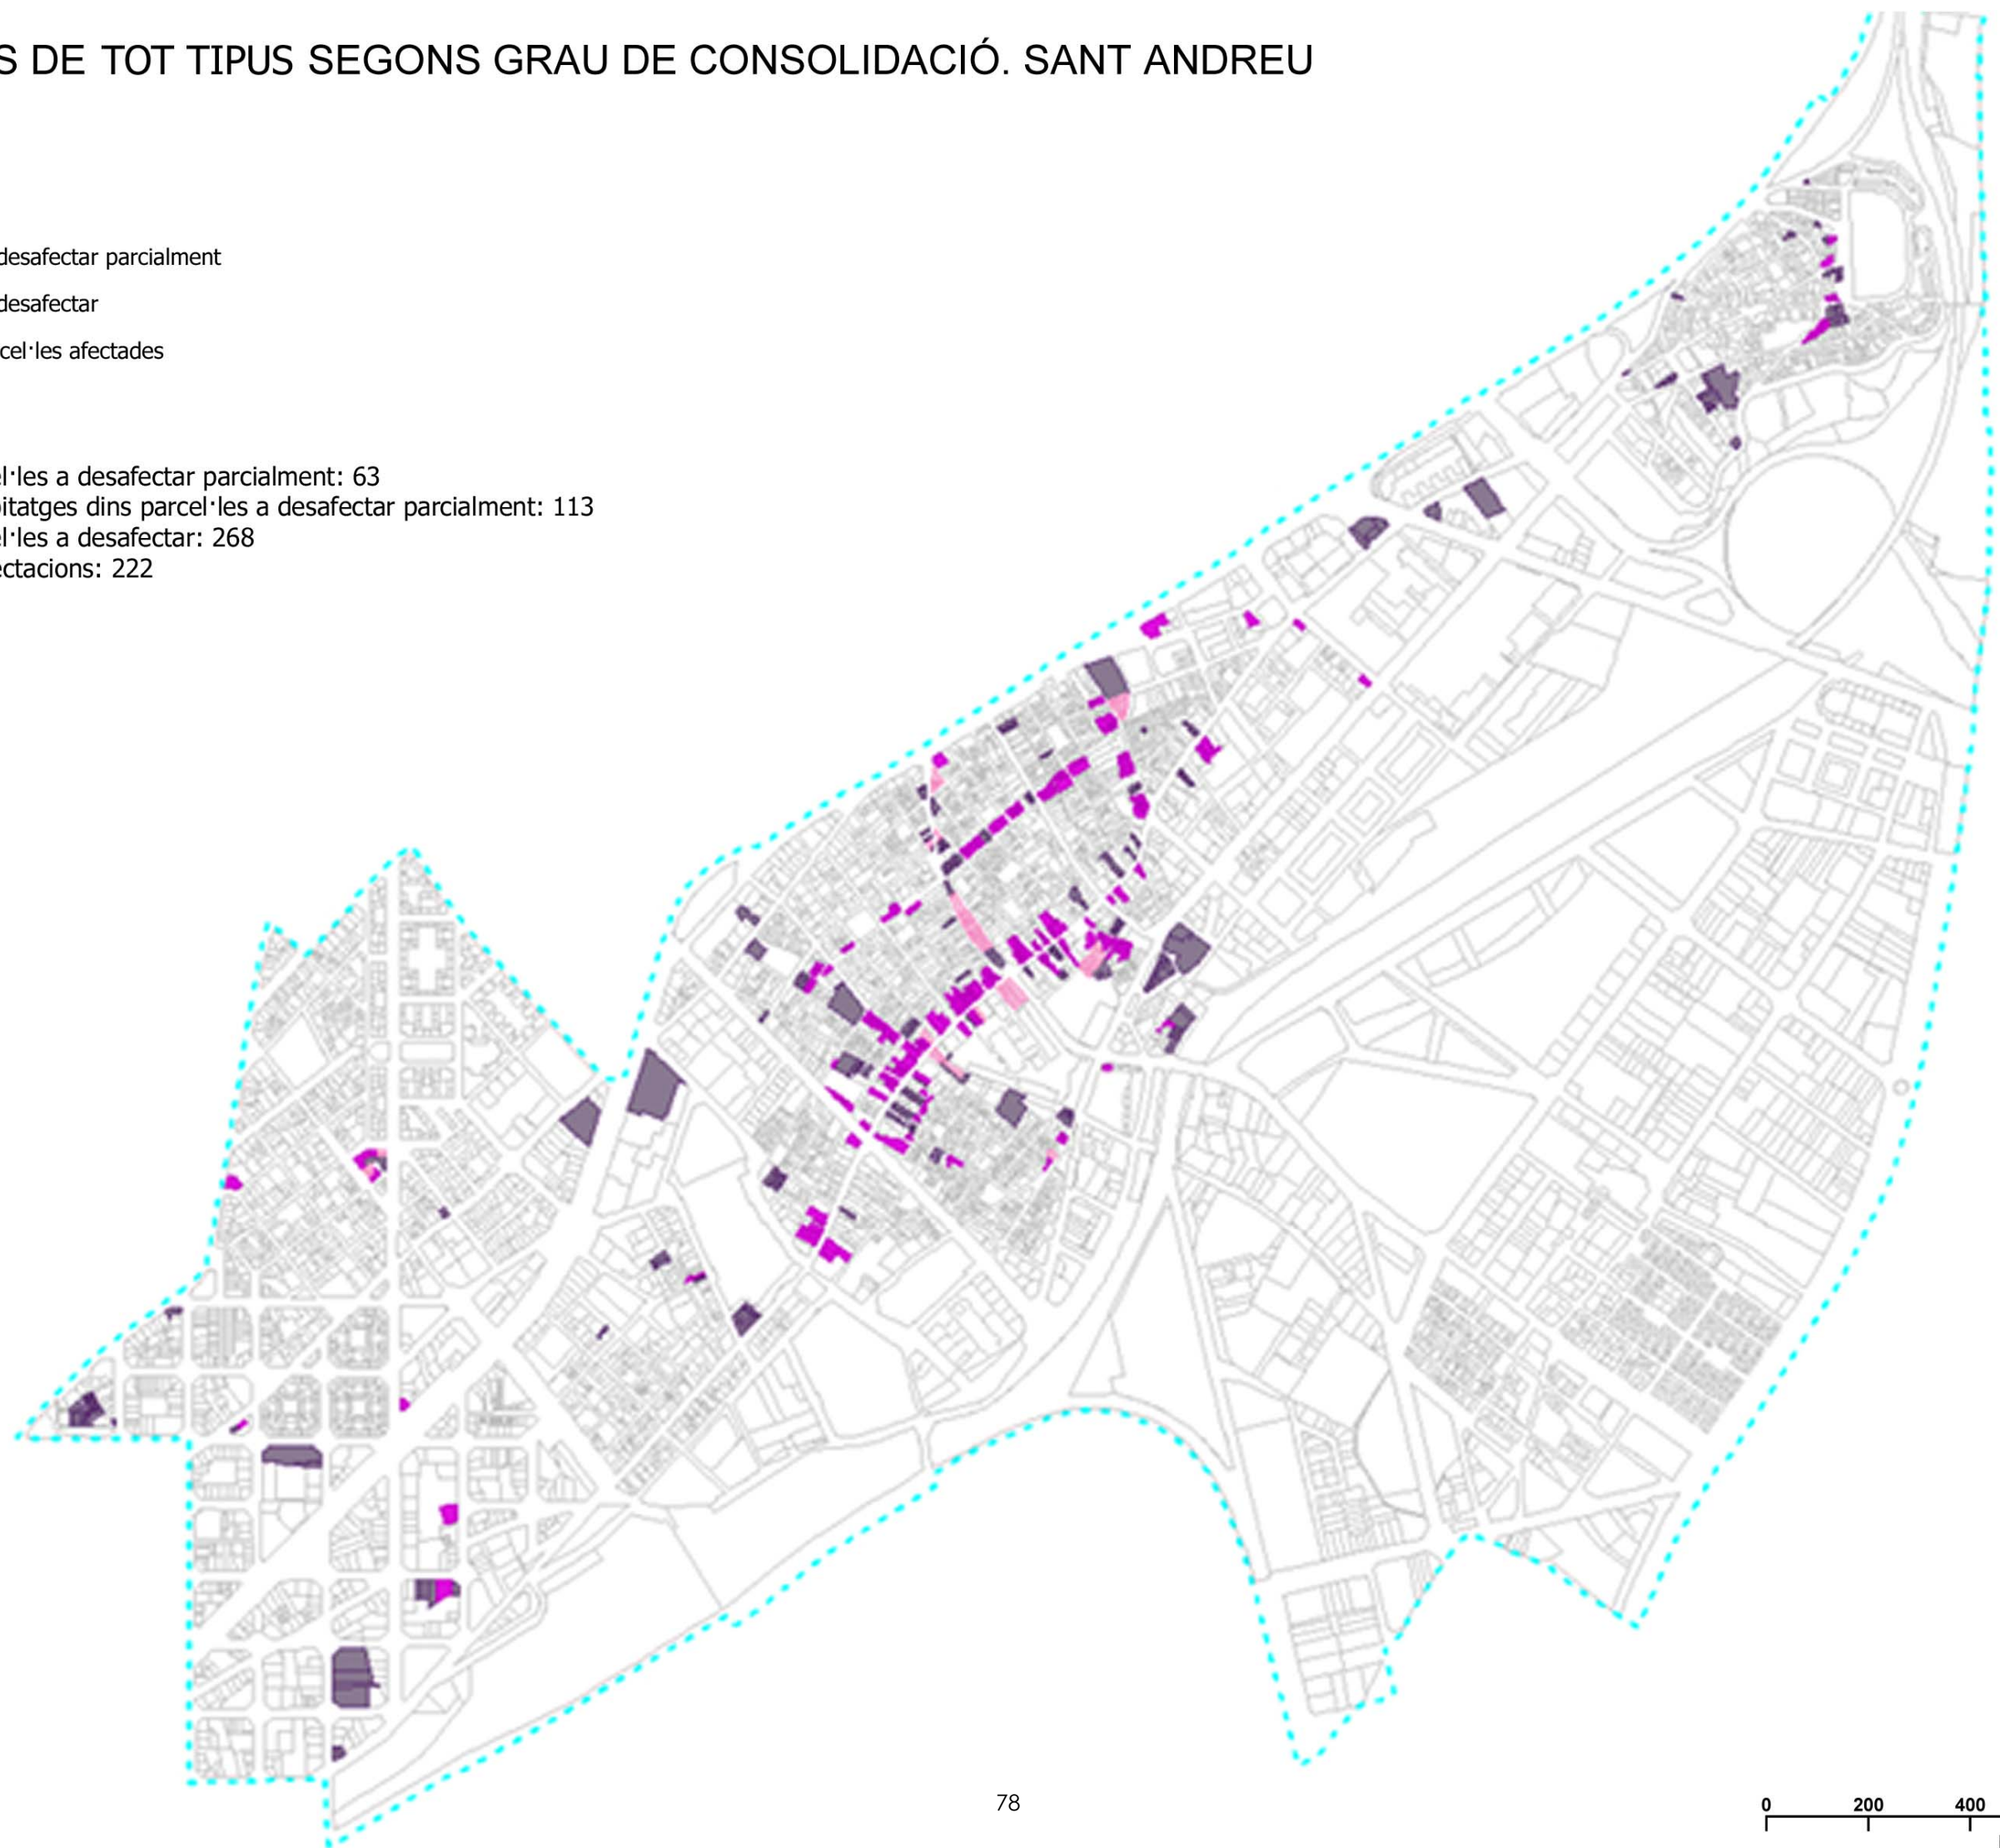 S DE TOT TIPUS SEGONS GRAU DE CONSOLIDACIÓ. SANT ANDREU
desafectar parcialment
desafectar
cel·les afectades
el·les a desafectar parcialment: 63
itatges dins parcel·les a desafectar parcialment: 113
el·les a desafectar: 268
ectacions: 222
78
0 200 400